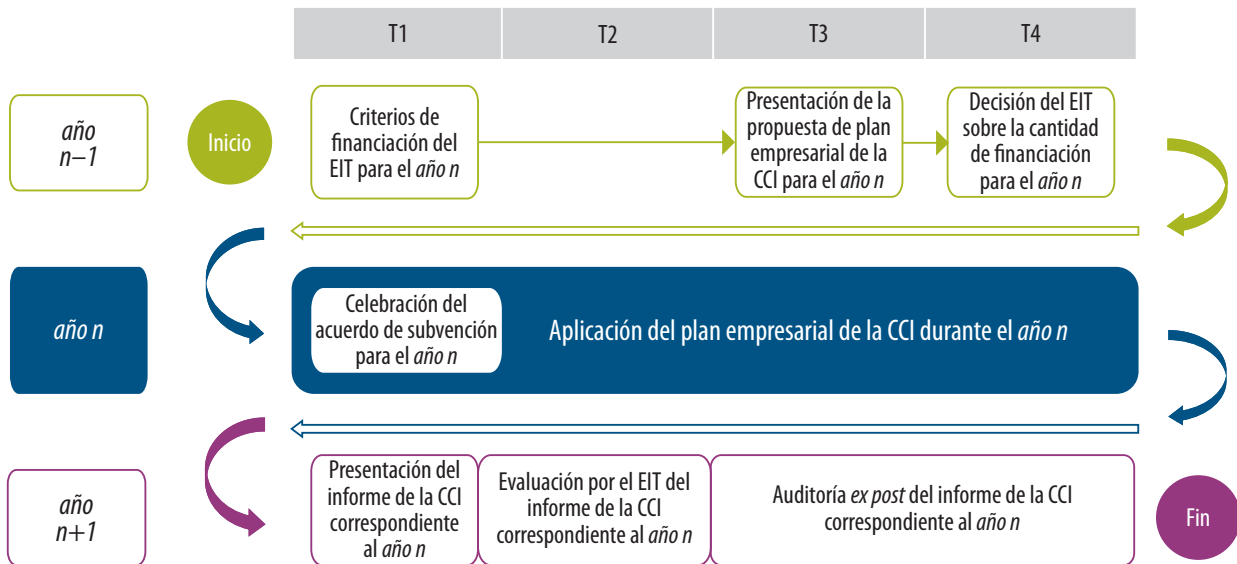 T1
T2
T3
T4
año
n–1
Inicio
Criterios de
financiación del
EIT para el año n
Presentación de la
propuesta de plan
empresarial de la
CCI para el año n
Decisión del EIT
sobre la cantidad
de financiación
para el año n
año n
Celebración del
acuerdo de subvención
para el año n
Aplicación del plan empresarial de la CCI durante el año n
año
n+1
Presentación del
informe de la CCI
correspondiente
al año n
Evaluación por el EIT del
informe de la CCI
correspondiente al año n
Auditoría ex post del informe de la CCI
correspondiente al año n
Fin